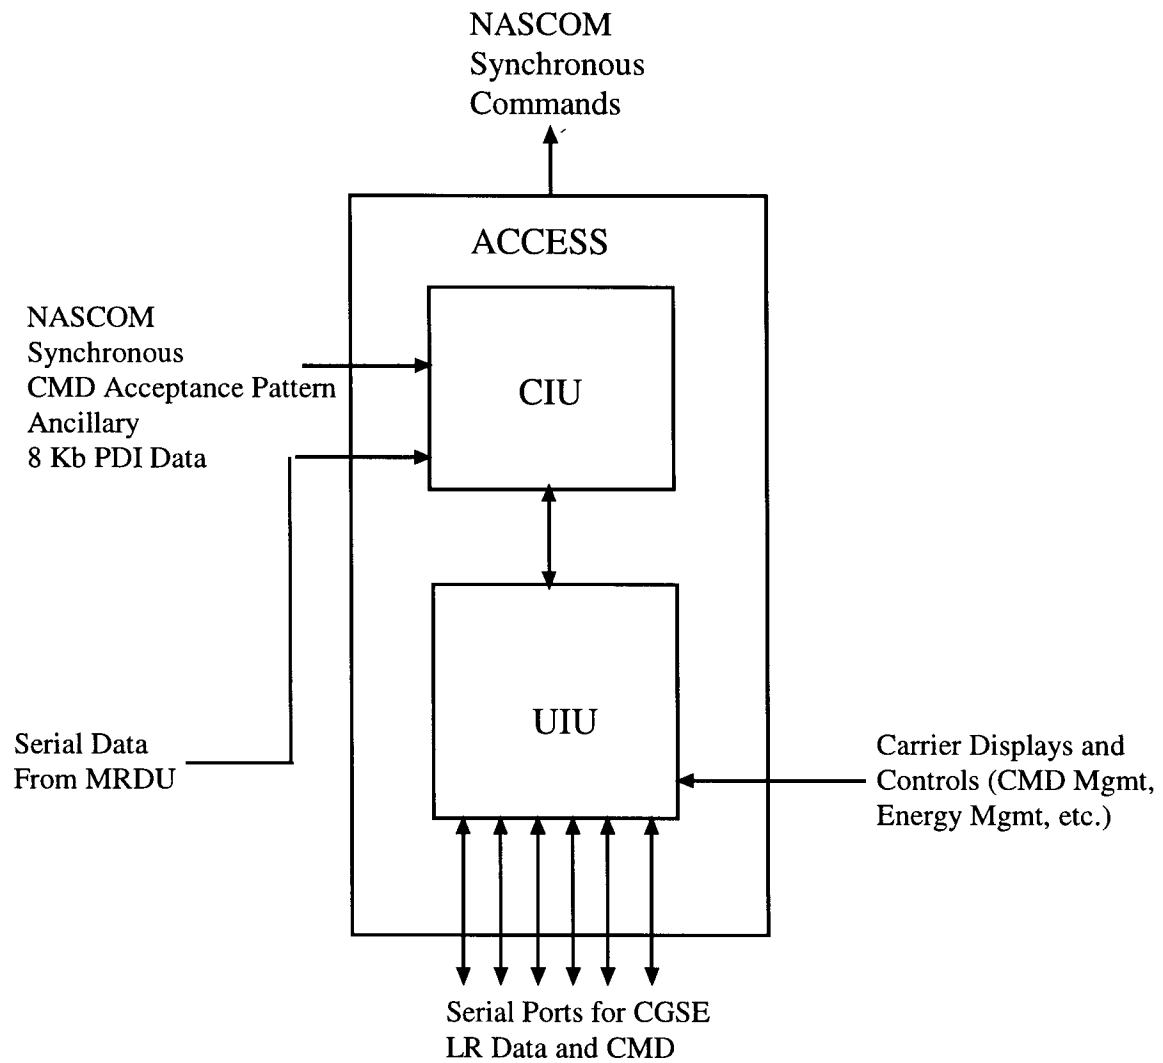 NASCOM
Synchronous
Commands
ACCESS
NASCOM
Synchronous
CMD Acceptance Pattern
Ancillary
8 Kb PDI Data
CIU
UIU
Serial Data
From MRDU
Carrier Displays and
Controls (CMD Mgmt,
Energy Mgmt, etc.)
Serial Ports for CGSE
LR Data and CMD